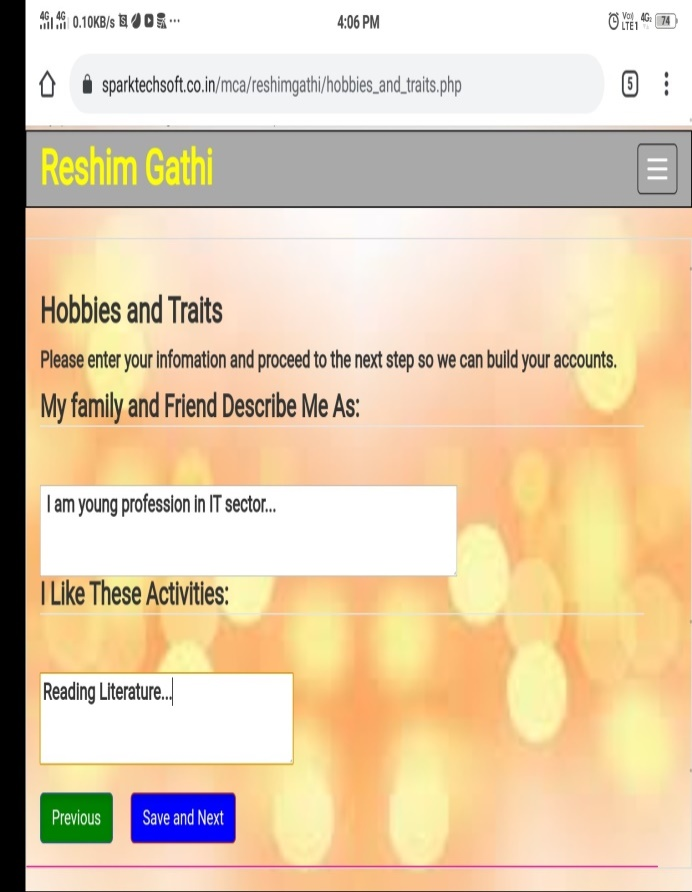 4G 4G 0.10KB/s ... 4:06 PM Vo) LTE1 4G 74
sparktechsoft.co.in/mca/reshimgathi/hobbies_and_traits.php 5
Reshim Gathi
Hobbies and Traits
Please enter your infomation and proceed to the next step so we can build your accounts.
My family and Friend Describe Me As:
I am young profession in IT sector...
I Like These Activities:
Reading Literature...
Previous Save and Next